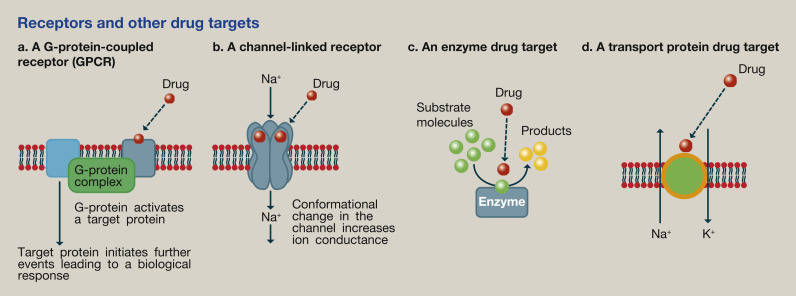 Receptors and other drug targets
a. A G-protein-coupled
receptor (GPCR)
Drug
G-protein
complex
G-protein activates
a target protein
Target protein initiates further
events leading to a biological
response
b. A channel-linked receptor
Na⁺
Drug
Na⁺
Conformational
change in the
channel increases
ion conductance
c. An enzyme drug target
Drug
Substrate
molecules
Products
Enzyme
d. A transport protein drug target
Drug
Na⁺
K⁺